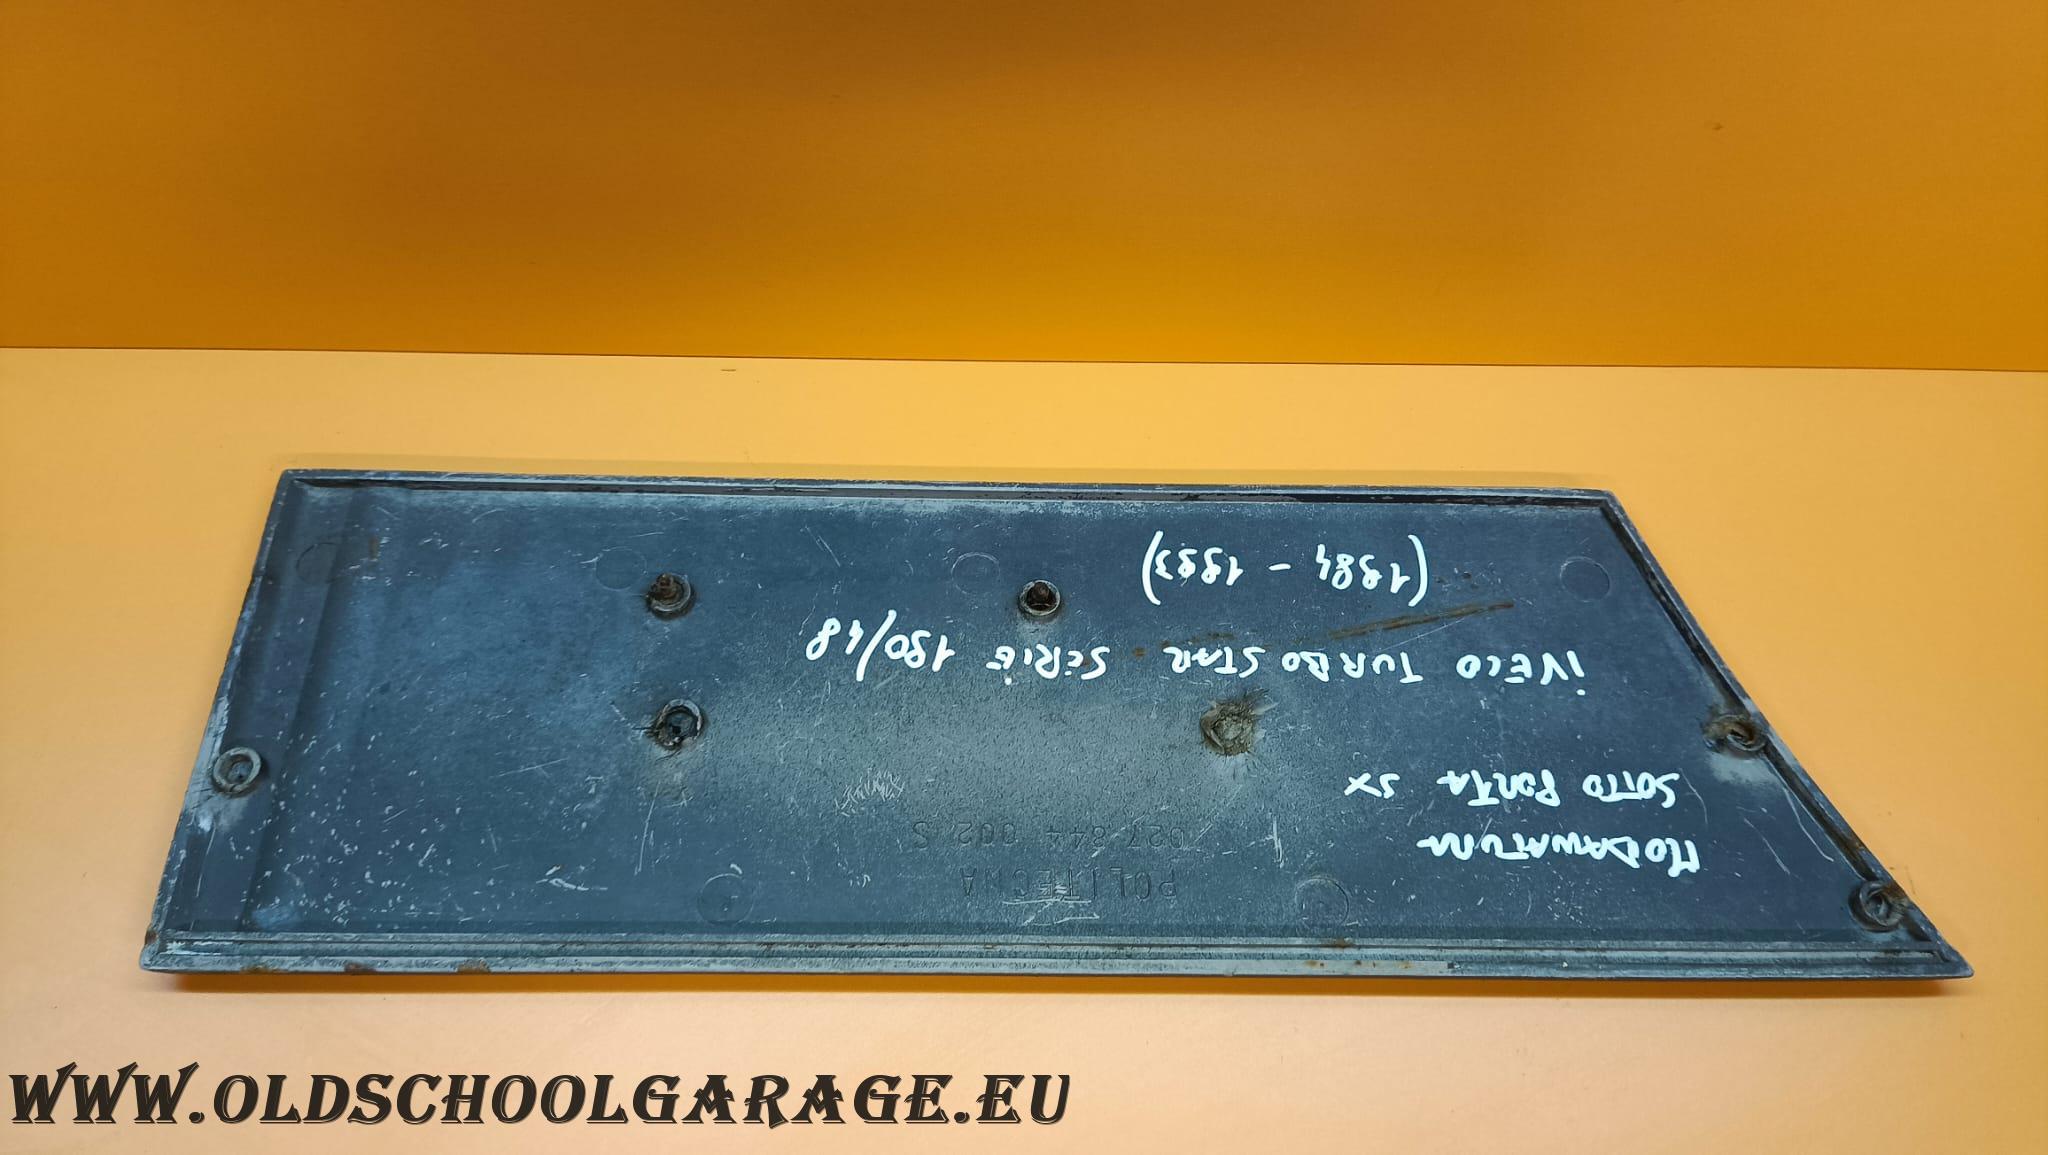 MODANATURA
SOTTO PORTA SX
IVECO TURBO STAR SERIE 190/48
(1984 - 1993)
POLITECNA
027 844 002 S
WWW.OLDSCHOOLGARAGE.EU